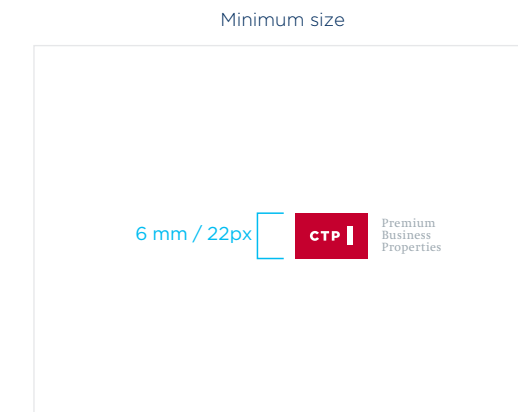 Minimum size
6 mm / 22px
CTP
Premium
Business
Properties